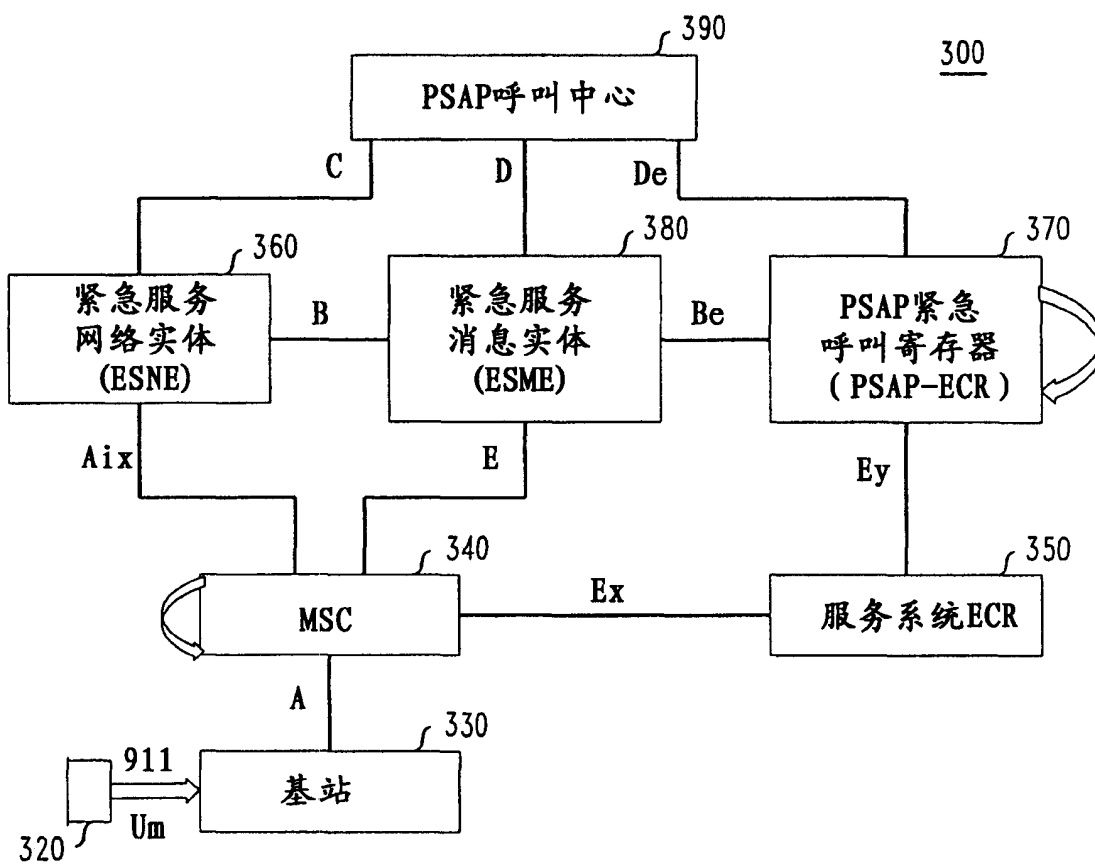 390
300
PSAP呼叫中心
C
D
De
360
380
370
紧急服务
网络实体
(ESNE)
B
紧急服务
消息实体
(ESME)
Be
PSAP紧急
呼叫寄存器
(PSAP-ECR)
Aix
E
Ey
340
350
MSC
Ex
服务系统ECR
A
330
911
基站
Um
320